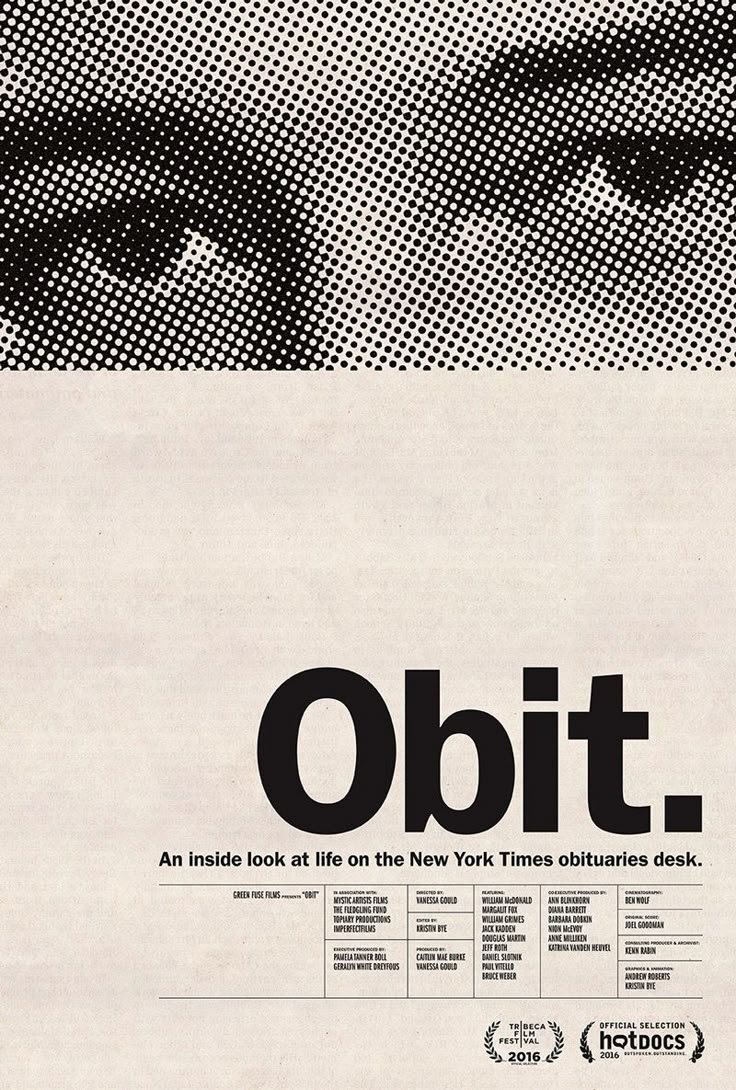 Obit.
An inside look at life on the New York Times obituaries desk.
GREEN FUSE FILMS PRESENTS "OBIT"
IN ASSOCIATION WITH:
MYSTIC ARTISTS FILMS
THE FLEDGLING FUND
TOPIARY PRODUCTIONS
IMPERFECTFILMS
EXECUTIVE PRODUCED BY:
PAMELA TANNER BOLL
GERALYN WHITE DREYFOUS
DIRECTED BY:
VANESSA GOULD
EDITED BY:
KRISTIN BYE
PRODUCED BY:
CAITLIN MAE BURKE
VANESSA GOULD
FEATURING:
WILLIAM McDONALD
MARGALIT FOX
WILLIAM GRIMES
JACK KADDEN
DOUGLAS MARTIN
JEFF ROTH
DANIEL SLOTNIK
PAUL VITELLO
BRUCE WEBER
CO-EXECUTIVE PRODUCED BY:
ANN BLINKHORN
DIANA BARRETT
BARBARA DOBKIN
NION McEVOY
ANNE MILLIKEN
KATRINA VANDEN HEUVEL
CINEMATOGRAPHY:
BEN WOLF
ORIGINAL SCORE:
JOEL GOODMAN
CONSULTING PRODUCER & ARCHIVIST:
KENN RABIN
GRAPHICS & ANIMATION:
ANDREW ROBERTS
KRISTIN BYE
TRIBECA
FILM
FESTIVAL
2016
OFFICIAL SELECTION
OFFICIAL SELECTION
hotDOCS
2016 OUTSPOKEN. OUTSTANDING.